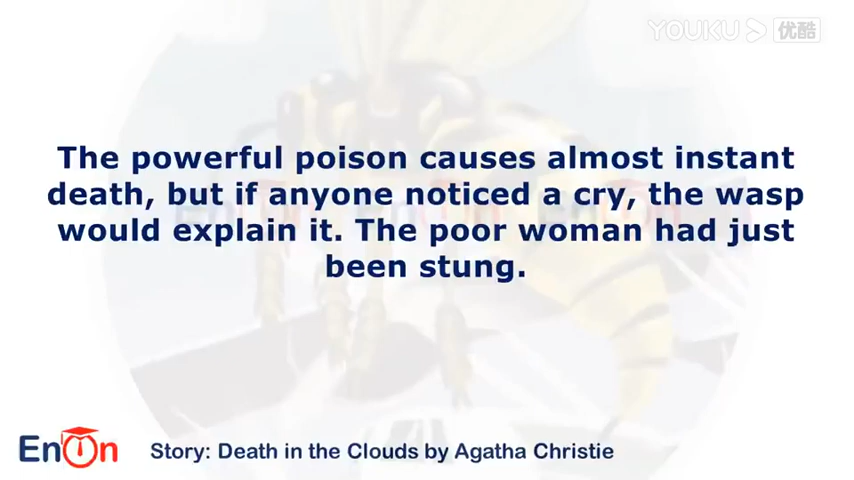 YOUKU 优酷
The powerful poison causes almost instant
death, but if anyone noticed a cry, the wasp
would explain it. The poor woman had just
been stung.
EnOn
Story: Death in the Clouds by Agatha Christie